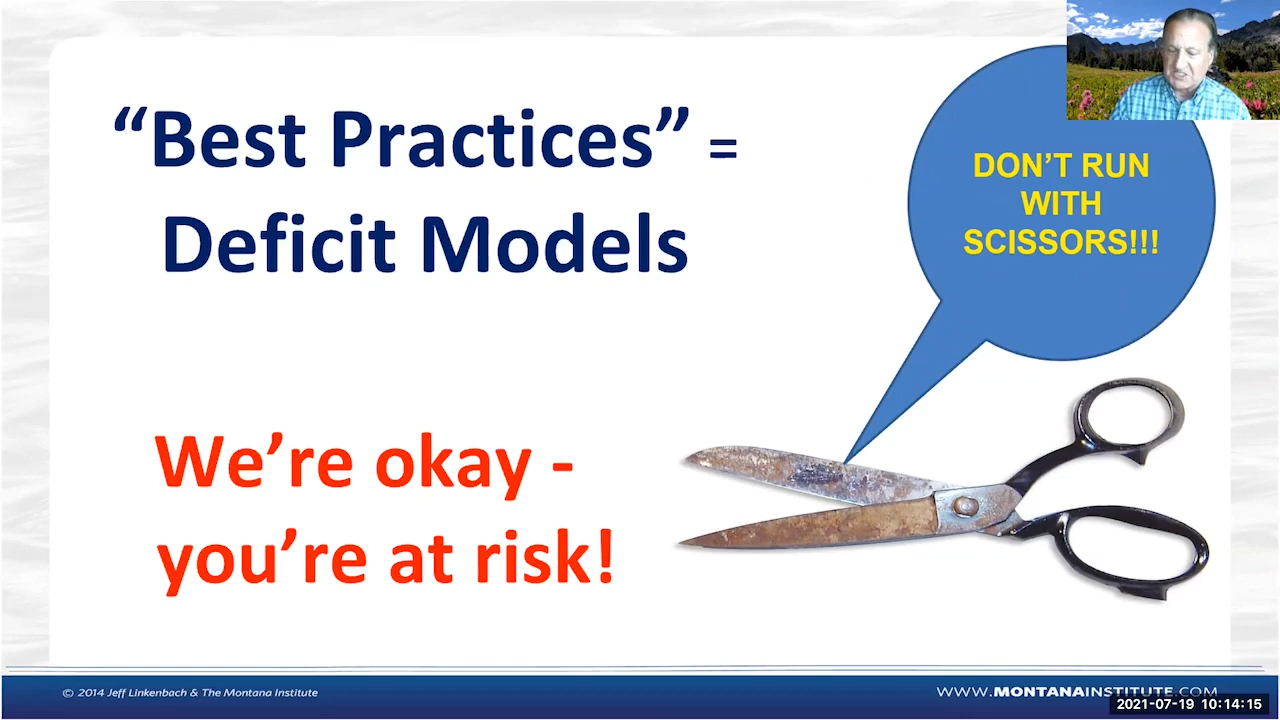 “Best Practices” =
Deficit Models
DON’T RUN
WITH
SCISSORS!!!
We’re okay -
you’re at risk!
© 2014 Jeff Linkenbach & The Montana Institute
WWW.MONTANAINSTITUTE.COM
2021-07-19 10:14:15